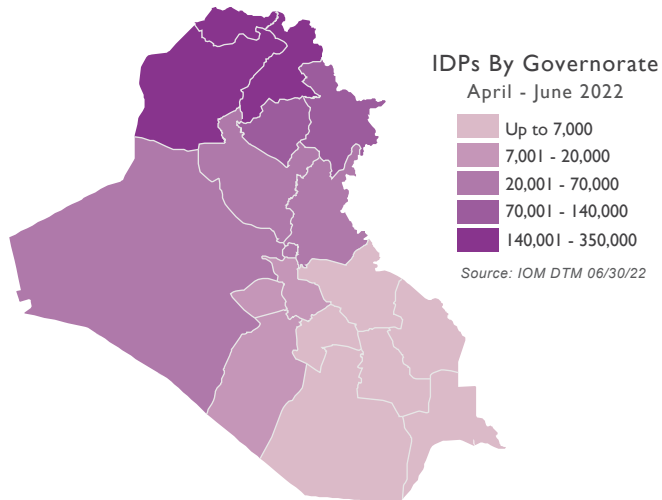 IDPs By Governorate
April - June 2022
Up to 7,000
7,001 - 20,000
20,001 - 70,000
70,001 - 140,000
140,001 - 350,000
Source: IOM DTM 06/30/22